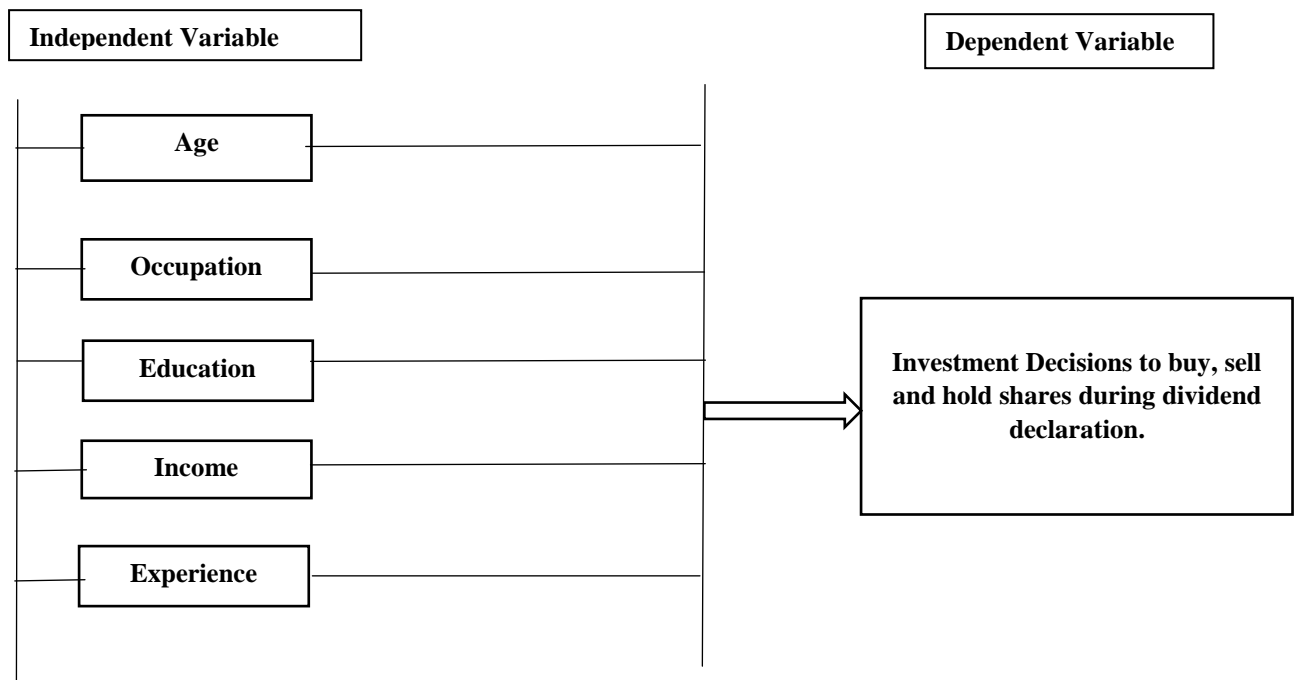 Independent Variable
Dependent Variable
Age
Occupation
Education
Income
Experience
Investment Decisions to buy, sell
and hold shares during dividend
declaration.